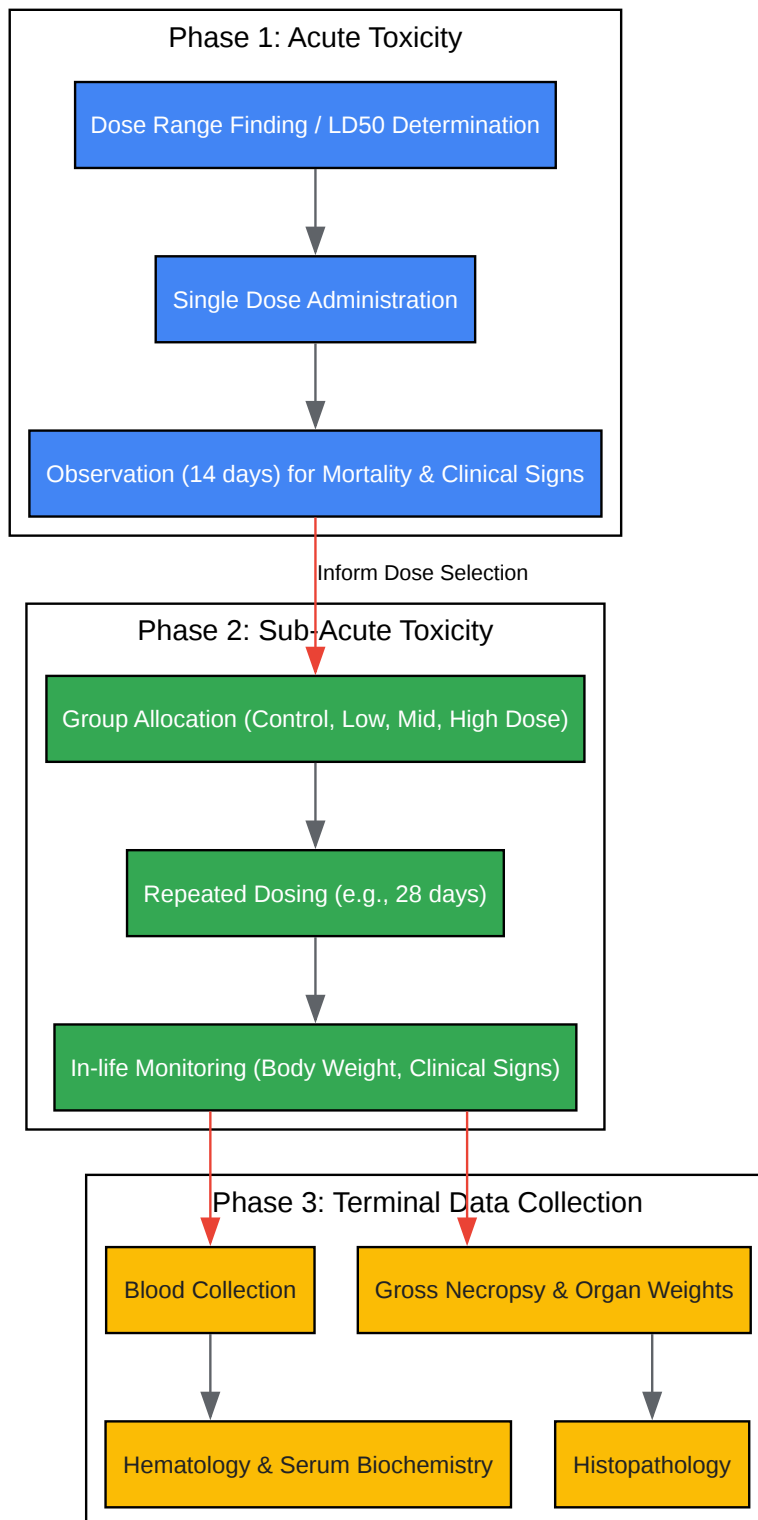 Phase 1: Acute Toxicity
Dose Range Finding / LD50 Determination
Single Dose Administration
Observation (14 days) for Mortality & Clinical Signs
Inform Dose Selection
Phase 2: Sub-Acute Toxicity
Group Allocation (Control, Low, Mid, High Dose)
Repeated Dosing (e.g., 28 days)
In-life Monitoring (Body Weight, Clinical Signs)
Phase 3: Terminal Data Collection
Blood Collection
Gross Necropsy & Organ Weights
Hematology & Serum Biochemistry
Histopathology